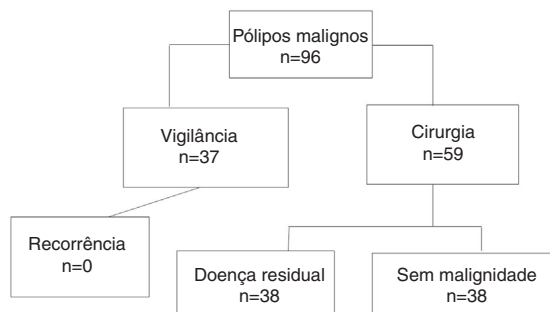 Pólipos malignos
n=96
Vigilância
n=37
Cirurgia
n=59
Recorrência
n=0
Doença residual
n=38
Sem malignidade
n=38